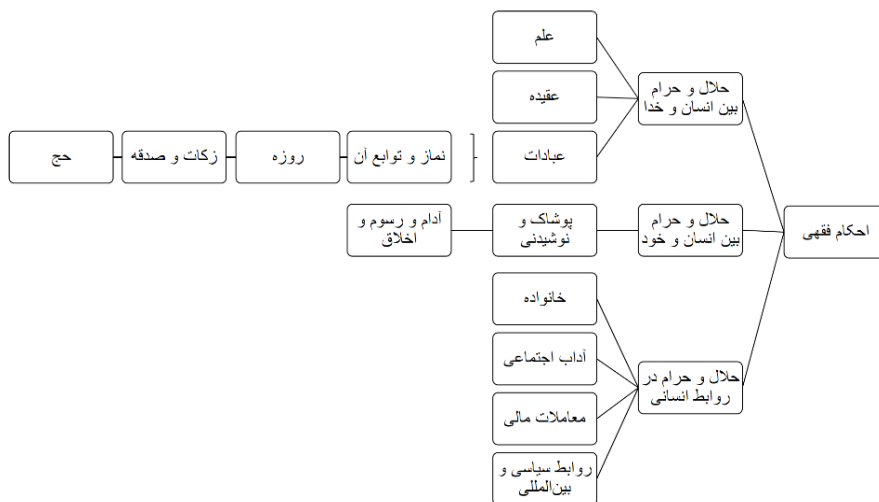 احکام فقهی
حلال و حرام
بین انسان و خدا
علم
عقیده
عبادات
نماز و توابع آن
روزه
زکات و صدقه
حج
حلال و حرام
بین انسان و خود
پوشاک و
نوشیدنی
آدام و رسوم و
اخلاق
حلال و حرام در
روابط انسانی
خانواده
آداب اجتماعی
معاملات مالی
روابط سیاسی و
بین‌المللی